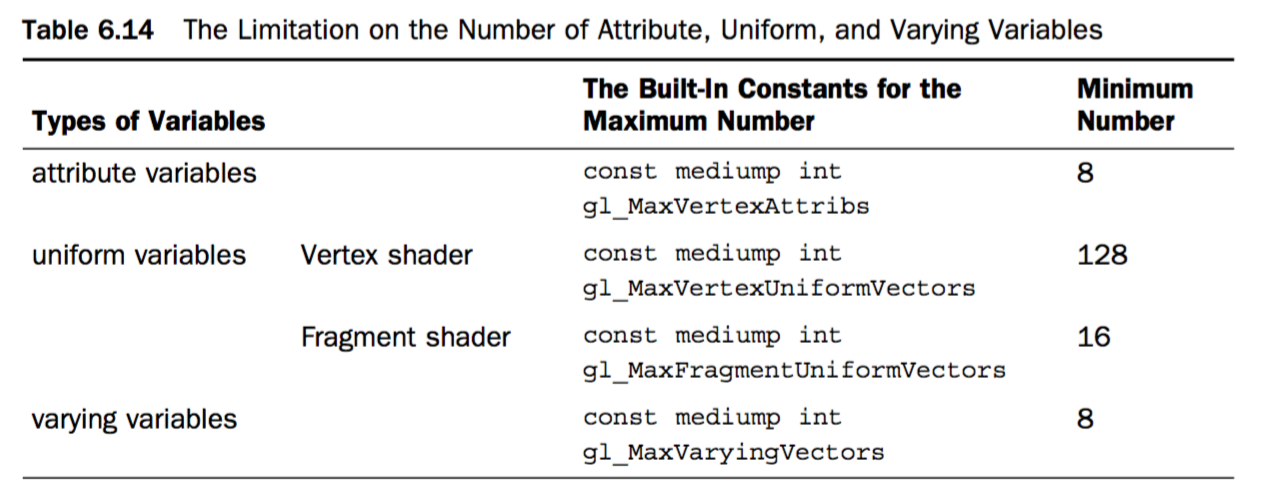 Table 6.14 The Limitation on the Number of Attribute, Uniform, and Varying Variables
Types of Variables
The Built-In Constants for the
Maximum Number
Minimum
Number
attribute variables
const mediump int
gl_MaxVertexAttribs
8
uniform variables
Vertex shader
const mediump int
gl_MaxVertexUniformVectors
128
Fragment shader
const mediump int
gl_MaxFragmentUniformVectors
16
varying variables
const mediump int
gl_MaxVaryingVectors
8